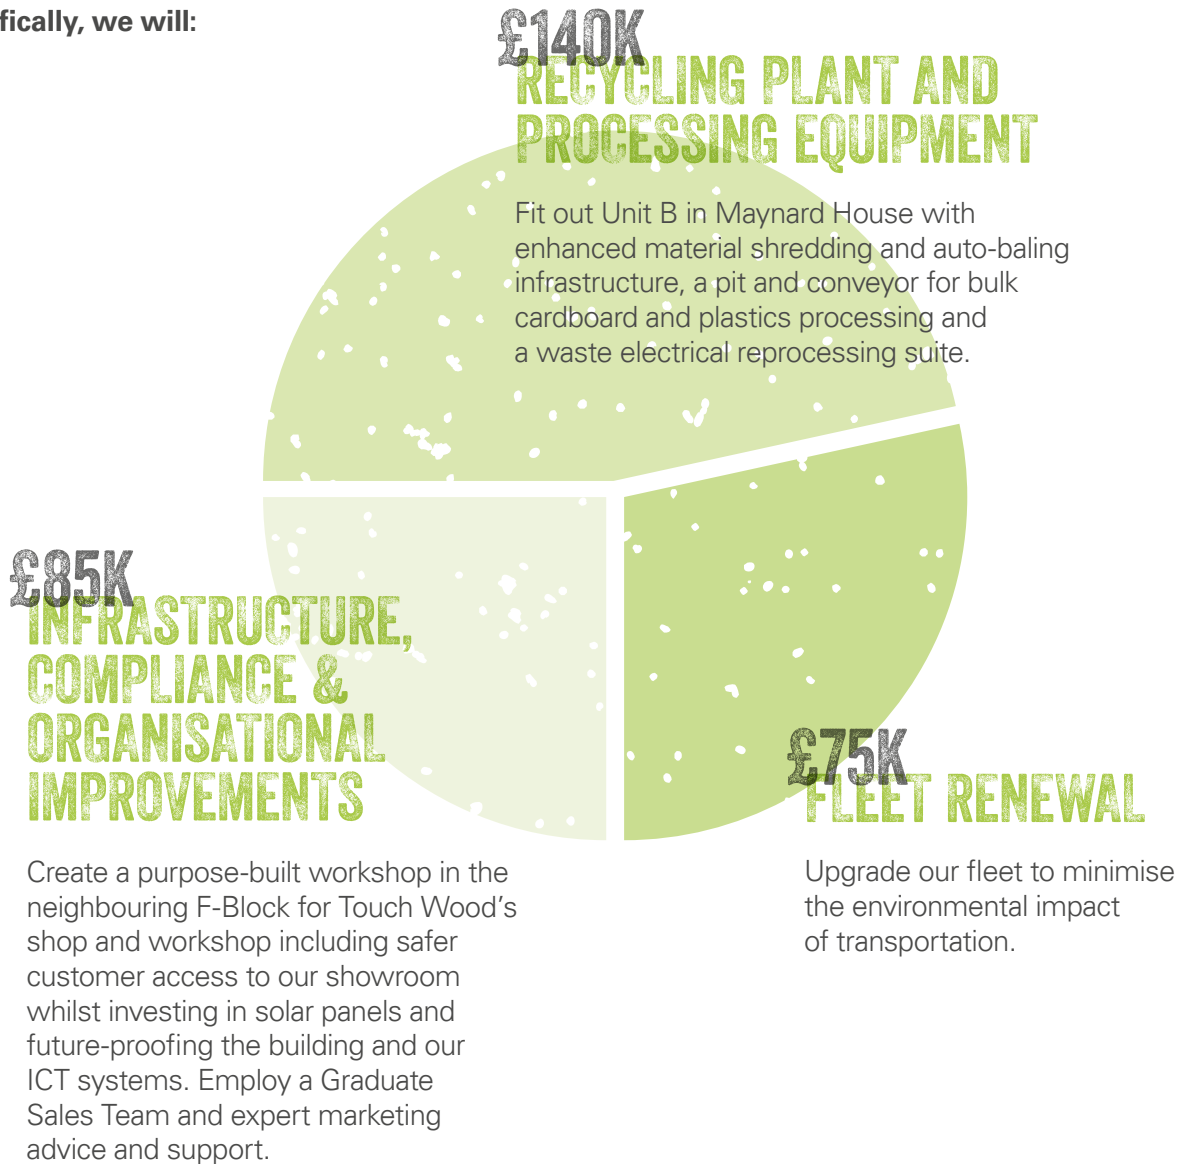 fically, we will:
£140K
RECYCLING PLANT AND
PROCESSING EQUIPMENT
Fit out Unit B in Maynard House with
enhanced material shredding and auto-baling
infrastructure, a pit and conveyor for bulk
cardboard and plastics processing and
a waste electrical reprocessing suite.
£85K
INFRASTRUCTURE,
COMPLIANCE &
ORGANISATIONAL
IMPROVEMENTS
Create a purpose-built workshop in the
neighbouring F-Block for Touch Wood’s
shop and workshop including safer
customer access to our showroom
whilst investing in solar panels and
future-proofing the building and our
ICT systems. Employ a Graduate
Sales Team and expert marketing
advice and support.
£75K
FLEET RENEWAL
Upgrade our fleet to minimise
the environmental impact
of transportation.